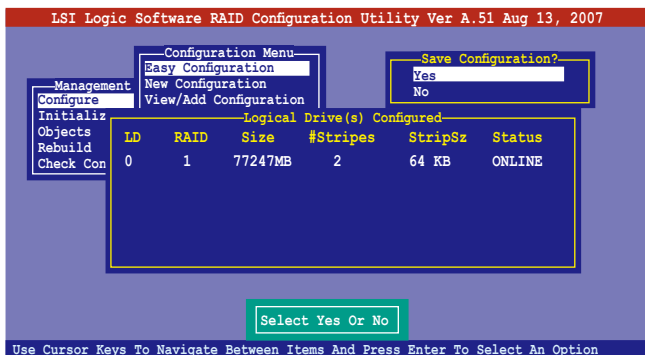 LSI Logic Software RAID Configuration Utility Ver A.51 Aug 13, 2007
Configuration Menu
Easy Configuration
New Configuration
View/Add Configuration
Save Configuration?
Yes
No
Management
Configure
Initializ
Objects
Rebuild
Check Con
Logical Drive(s) Configured
LD RAID Size #Stripes StripSz Status
0 1 77247MB 2 64 KB ONLINE
Select Yes Or No
Use Cursor Keys To Navigate Between Items And Press Enter To Select An Option